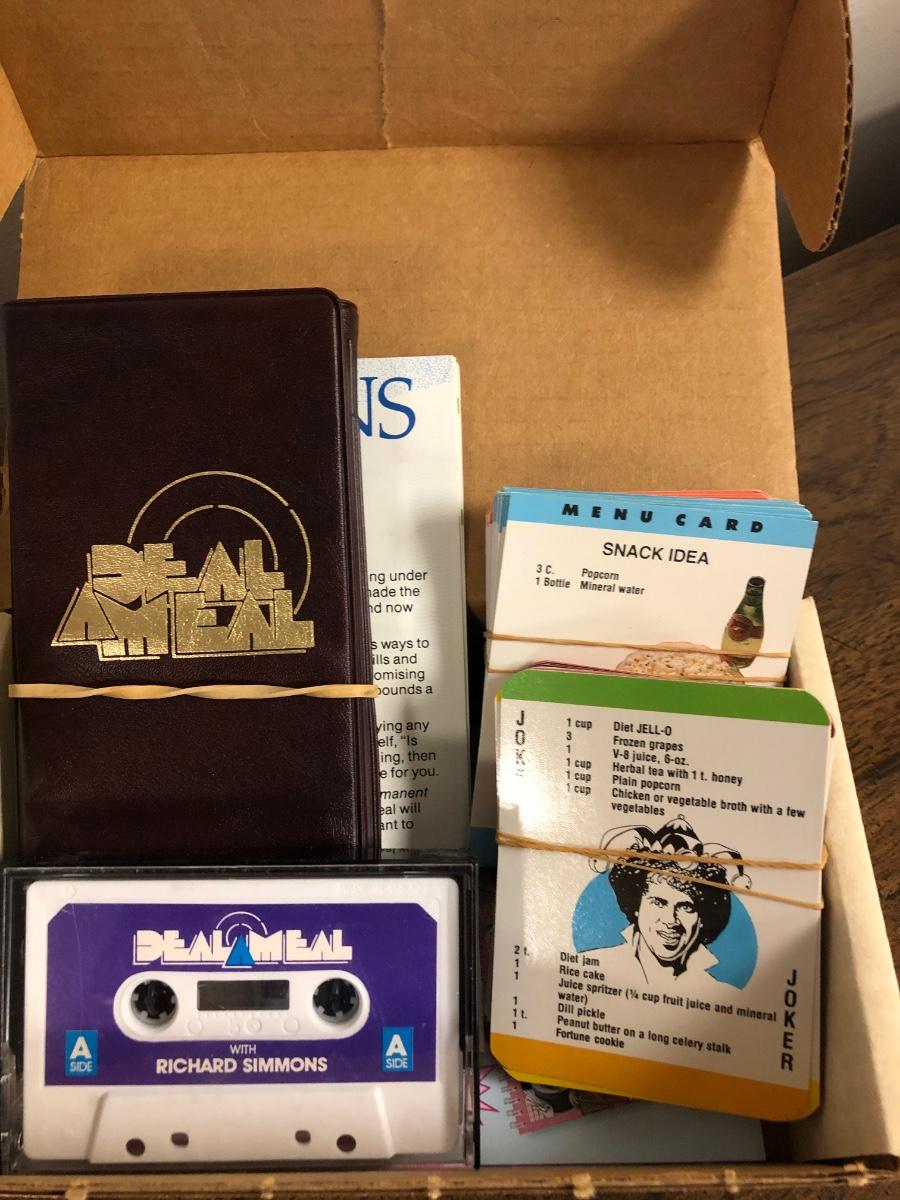 DEAL
A MEAL
NS
ng under
made the
nd now
s ways to
ills and
omising
pounds a
ying any
elf, “Is
ing, then
e for you.
manent
eal will
ant to
MENU CARD
SNACK IDEA
3 C. Popcorn
1 Bottle Mineral water
JOKE
1 cup Diet JELL-O
3 Frozen grapes
1 V-8 juice, 6-oz.
1 cup Herbal tea with 1 t. honey
1 cup Plain popcorn
1 cup Chicken or vegetable broth with a few
vegetables
2 t. Diet jam
1 Rice cake
1 Juice spritzer (¾ cup fruit juice and mineral
water)
1 Dill pickle
1 t. Peanut butter on a long celery stalk
1 Fortune cookie
JOKER
DEAL A MEAL
A
SIDE
WITH
RICHARD SIMMONS
A
SIDE